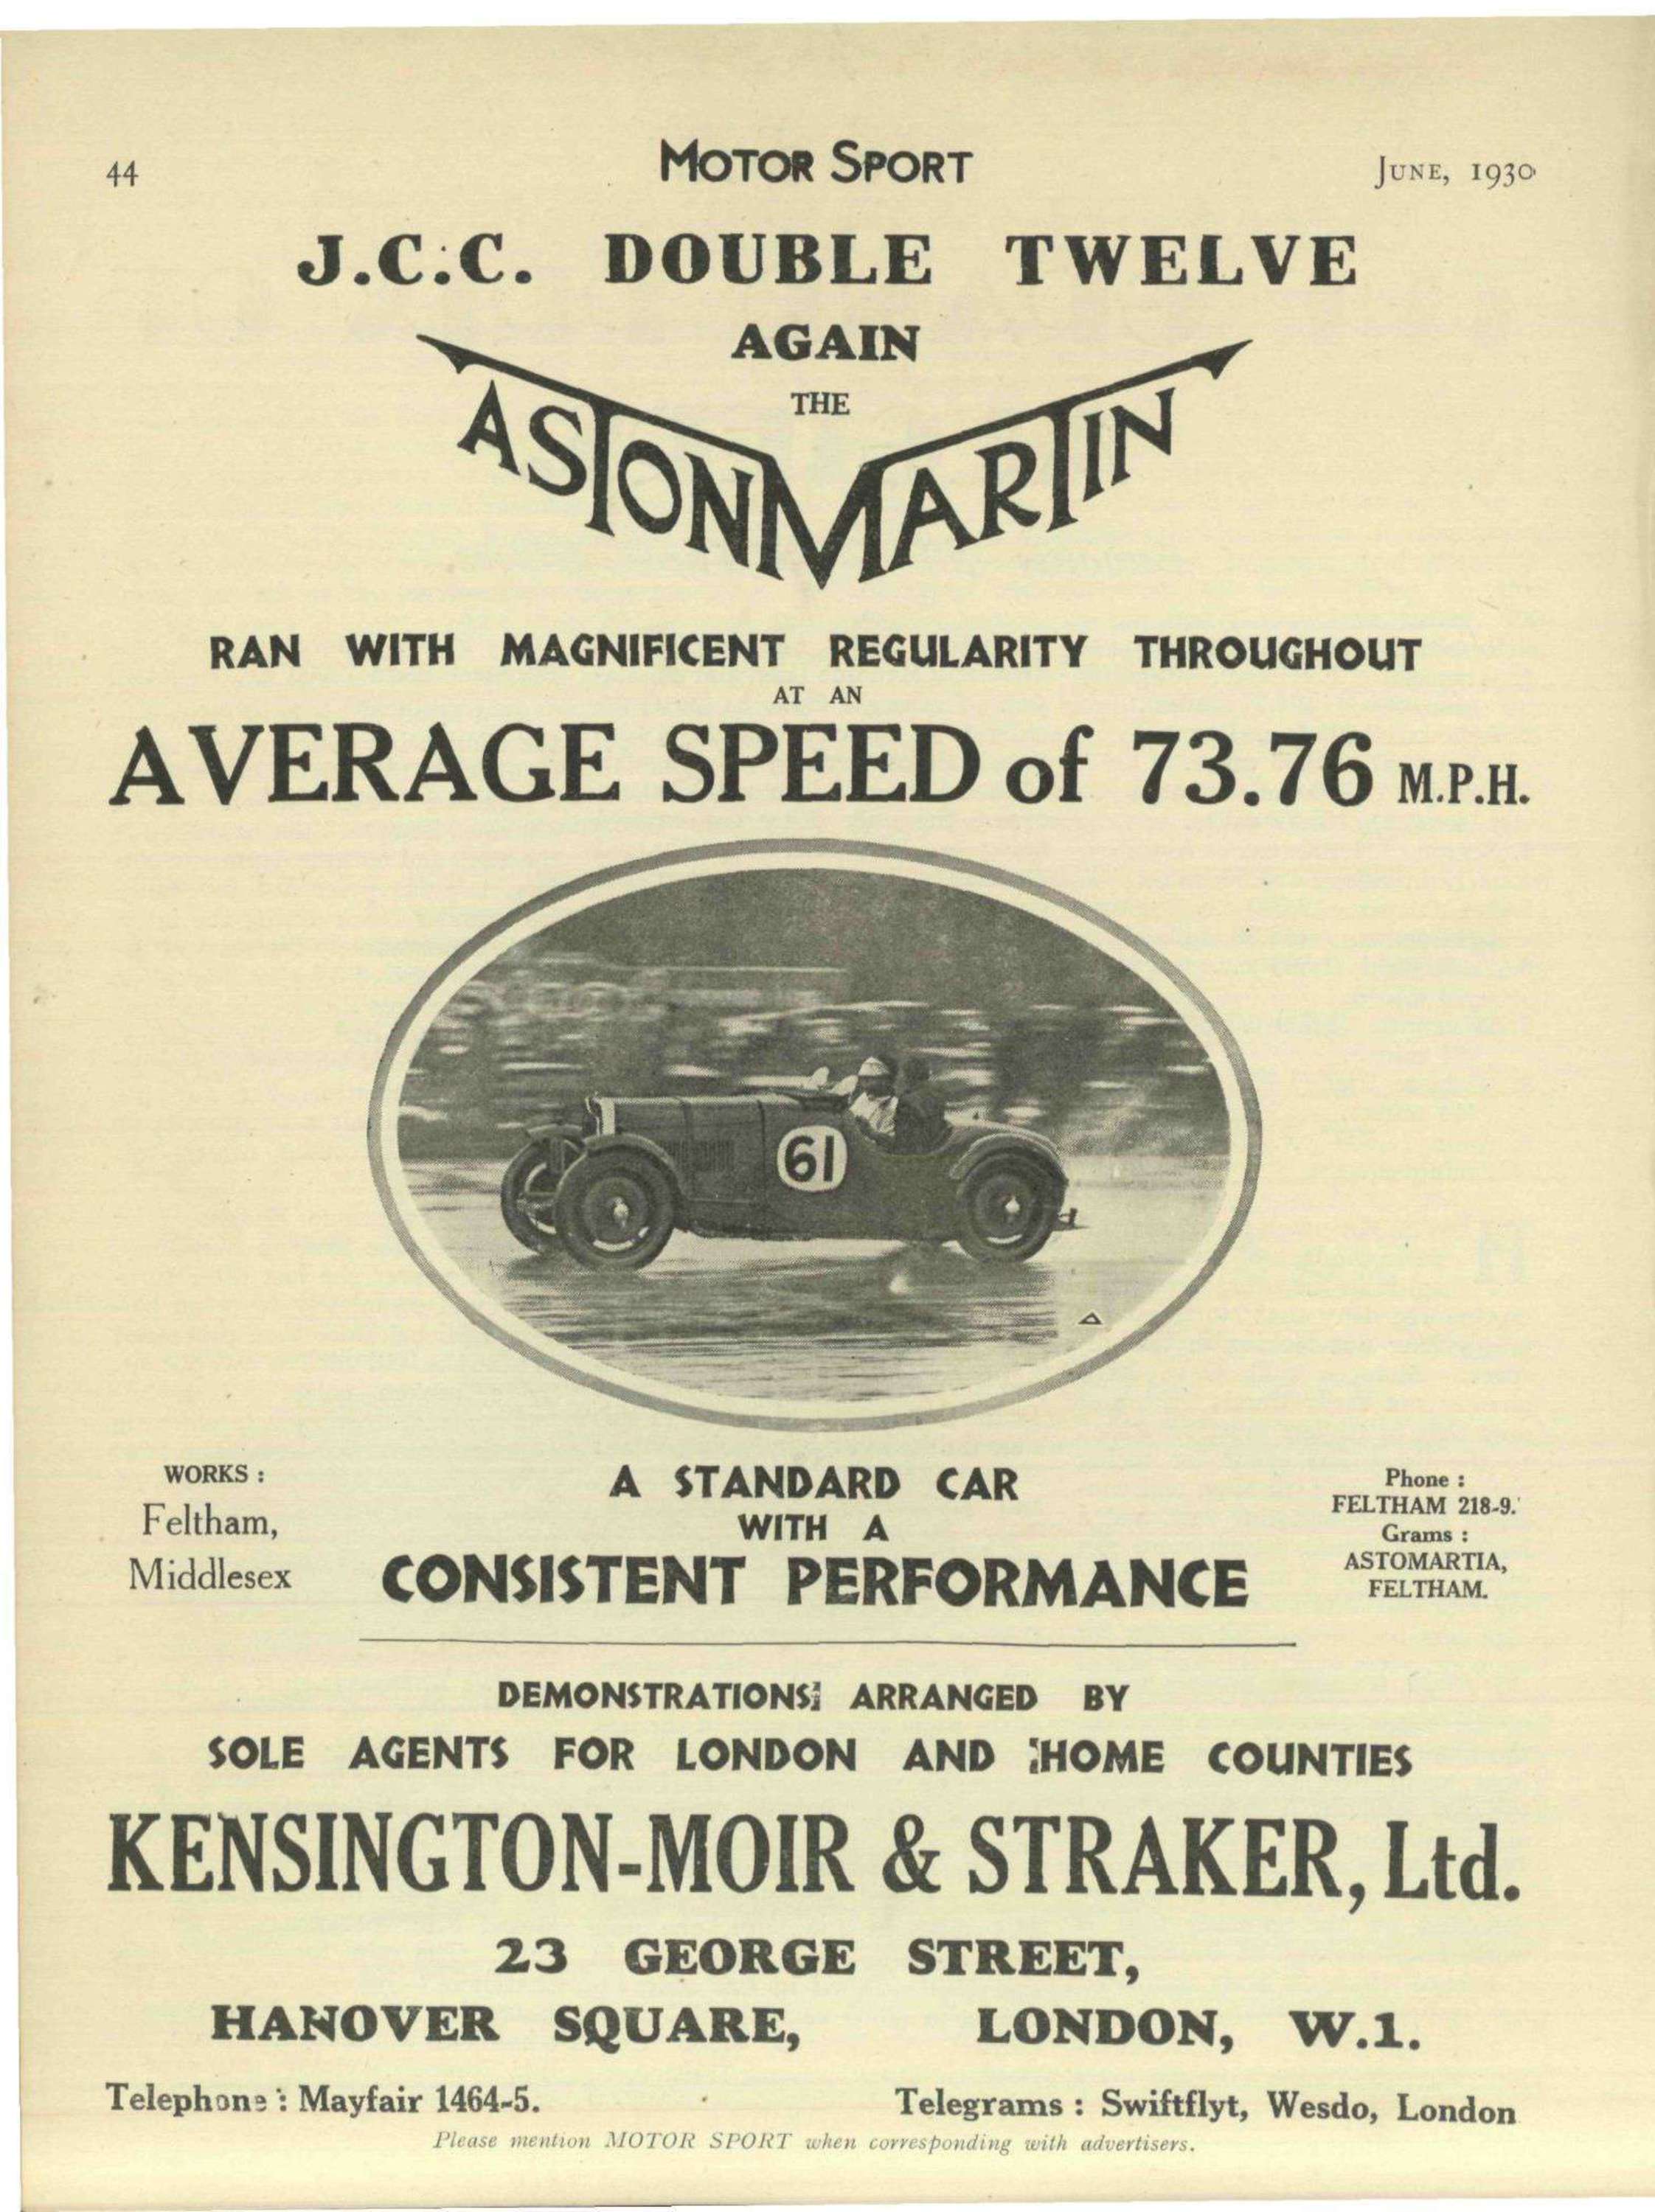 44
MOTOR SPORT
JUNE, 1930
J.C.C. DOUBLE TWELVE
AGAIN
THE
ASTON MARTIN
RAN WITH MAGNIFICENT REGULARITY THROUGHOUT
AT AN
AVERAGE SPEED of 73.76 M.P.H.
61
WORKS :
Feltham,
Middlesex
A STANDARD CAR
WITH A
CONSISTENT PERFORMANCE
Phone :
FELTHAM 218-9.
Grams :
ASTOMARTIA,
FELTHAM.
DEMONSTRATIONS ARRANGED BY
SOLE AGENTS FOR LONDON AND HOME COUNTIES
KENSINGTON-MOIR & STRAKER, Ltd.
23 GEORGE STREET,
HANOVER SQUARE, LONDON, W.1.
Telephone : Mayfair 1464-5.
Telegrams : Swiftflyt, Wesdo, London
Please mention MOTOR SPORT when corresponding with advertisers.